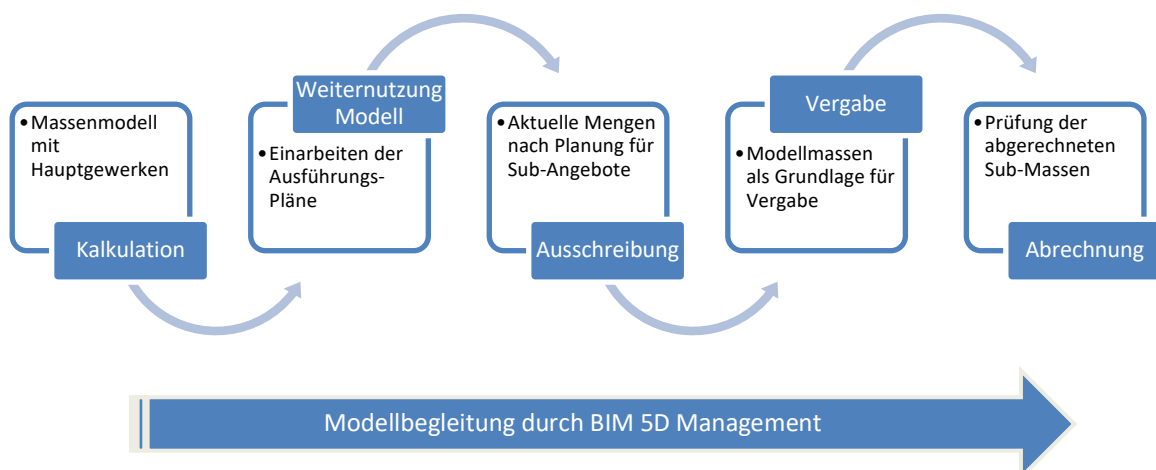 •Massenmodell
mit
Hauptgewerken
Kalkulation
Weiternutzung
Modell
•Einarbeiten der
Ausführungs-
Pläne
•Aktuelle Mengen
nach Planung für
Sub-Angebote
Ausschreibung
Vergabe
•Modellmassen
als Grundlage für
Vergabe
•Prüfung der
abgerechneten
Sub-Massen
Abrechnung
Modellbegleitung durch BIM 5D Management